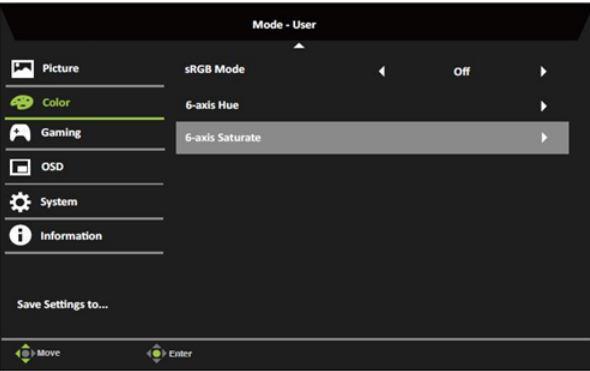 Mode - User
Picture
sRGB Mode
Off
Color
6-axis Hue
Gaming
6-axis Saturate
OSD
System
Information
Save Settings to...
Move
Enter